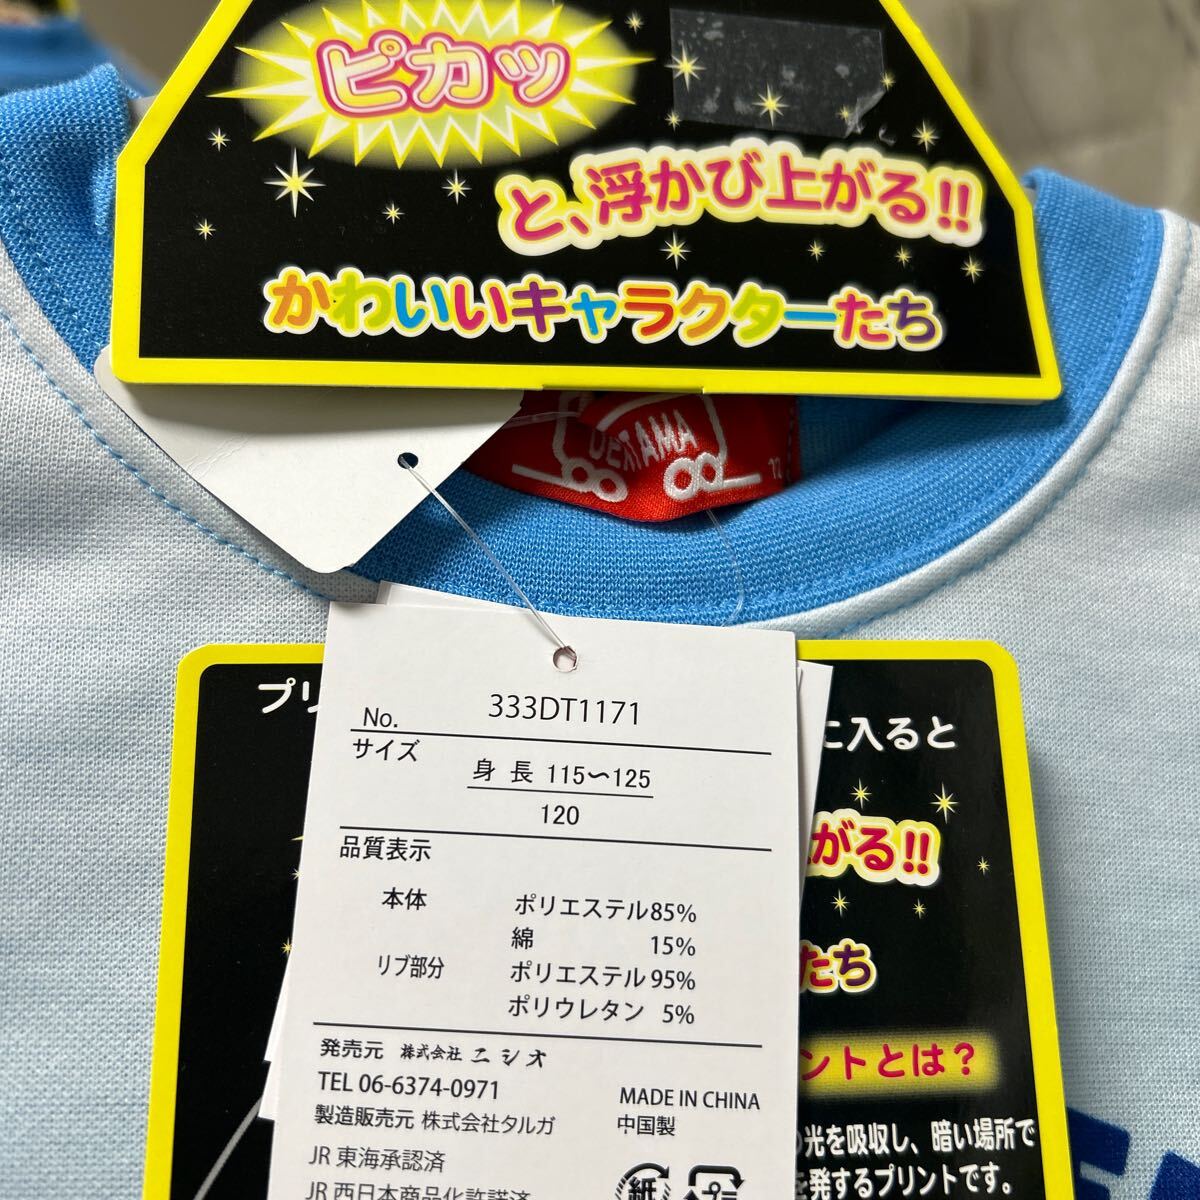 ピカッ
と、浮かび上がる!!
かわいいキャラクターたち
DETAMA
No. 333DT1171
サイズ
身長 115〜125
120
品質表示
本体 ポリエステル85%
綿 15%
リブ部分 ポリエステル95%
ポリウレタン 5%
発売元 株式会社ニシオ
TEL 06-6374-0971
製造販売元 株式会社タルガ
MADE IN CHINA
中国製
JR 東海承認済
JR 西日本商品化許諾済
紙
プラ
プリ
に入ると
がる!!
たち
ントとは?
光を吸収し、暗い場所で
発するプリントです。